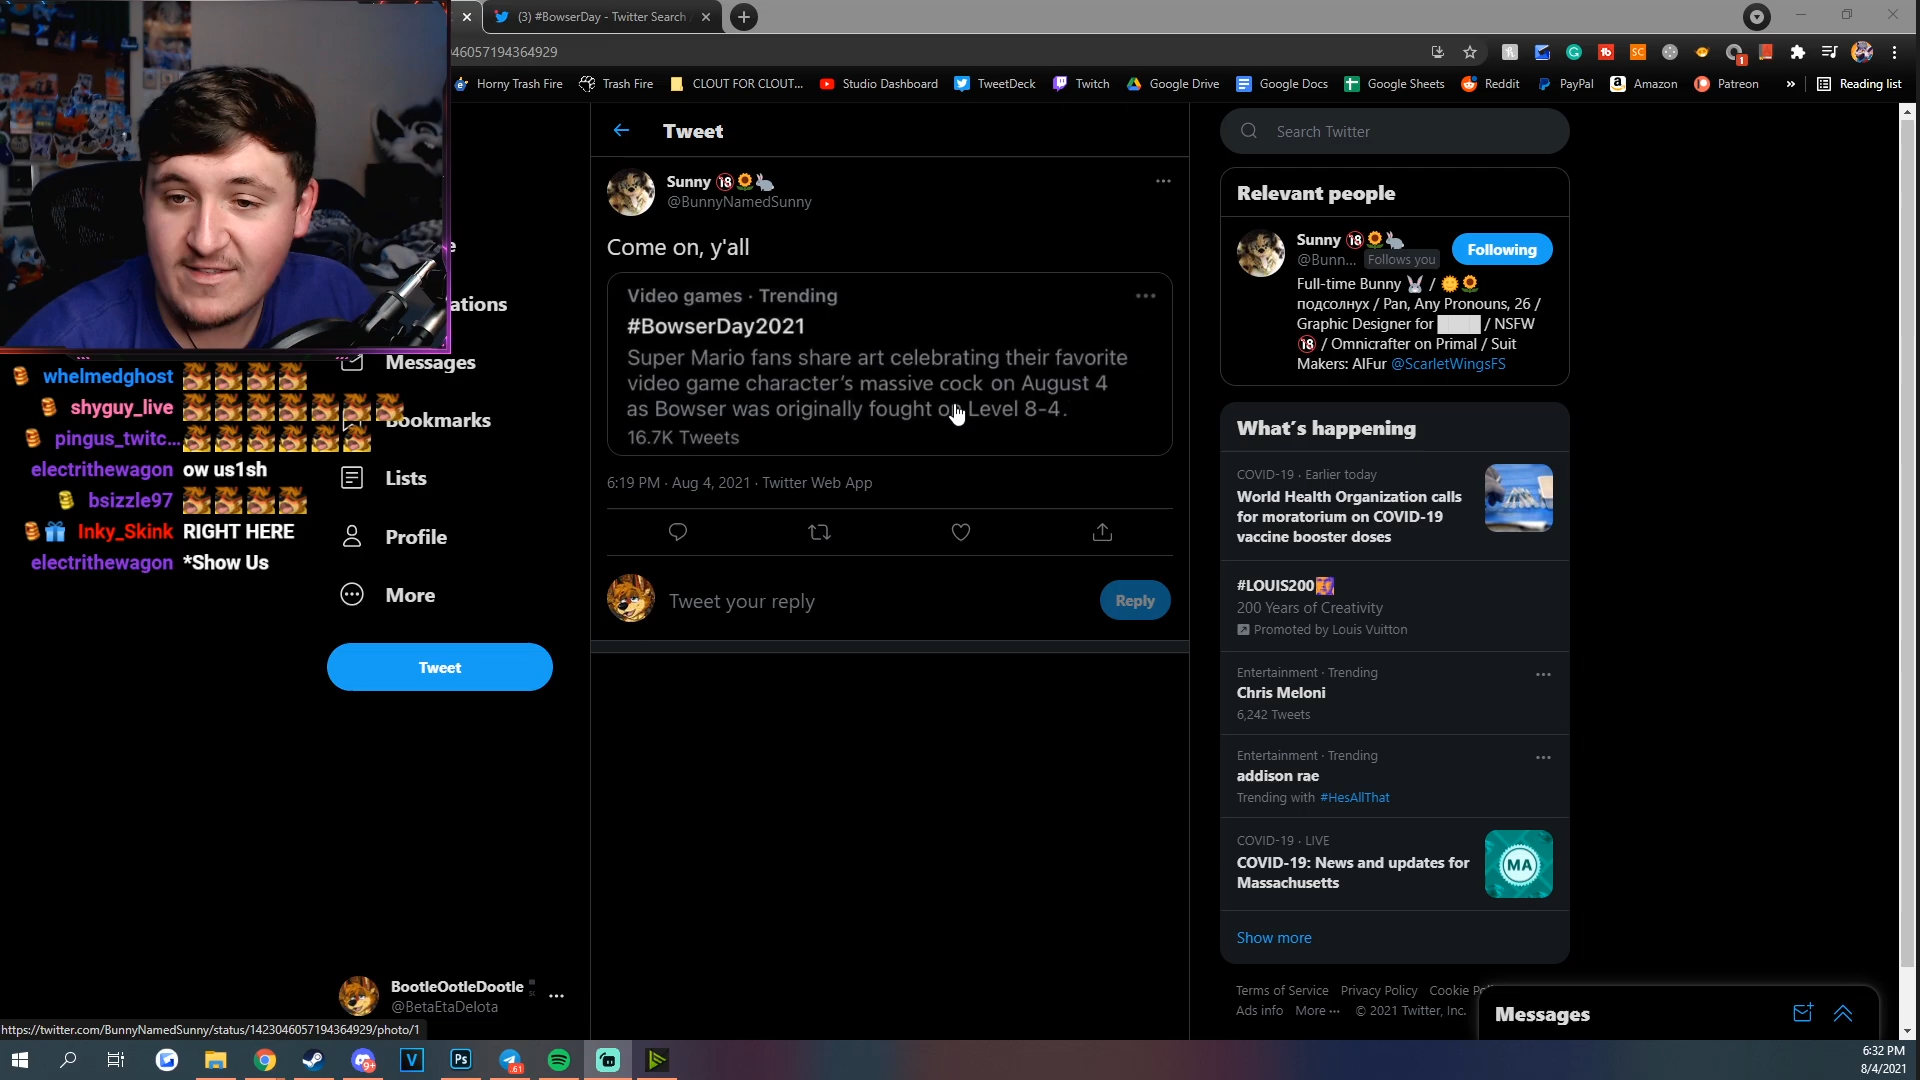 (3) #BowserDay - Twitter Search
46057194364929
Horny Trash Fire
Trash Fire
CLOUT FOR CLOUT...
Studio Dashboard
TweetDeck
Twitch
Google Drive
Google Docs
Google Sheets
Reddit
PayPal
Amazon
Patreon
»
Reading list
Tweet
Search Twitter
Sunny 🔞🌻🐇
@BunnyNamedSunny
Come on, y'all
Video games · Trending
#BowserDay2021
Super Mario fans share art celebrating their favorite
video game character's massive cock on August 4
as Bowser was originally fought on Level 8-4.
16.7K Tweets
6:19 PM · Aug 4, 2021 · Twitter Web App
Tweet your reply
Reply
Relevant people
Sunny 🔞🌻🐇
@Bunn... Follows you
Following
Full-time Bunny 🐰 / 🌞🌻
подсолнух / Pan, Any Pronouns, 26 /
Graphic Designer for ████ / NSFW
🔞 / Omnicrafter on Primal / Suit
Makers: AlFur @ScarletWingsFS
What's happening
COVID-19 · Earlier today
World Health Organization calls
for moratorium on COVID-19
vaccine booster doses
#LOUIS200
200 Years of Creativity
Promoted by Louis Vuitton
Entertainment · Trending
Chris Meloni
6,242 Tweets
Entertainment · Trending
addison rae
Trending with #HesAllThat
COVID-19 · LIVE
COVID-19: News and updates for
Massachusetts
MA
Show more
Terms of Service Privacy Policy Cookie
Ads info More ··· © 2021 Twitter, Inc.
Messages
e
ations
Messages
Bookmarks
Lists
Profile
More
Tweet
whelmedghost
shyguy_live
pingus_twitc...
electrithewagon ow us1sh
bsizzle97
Inky_Skink RIGHT HERE
electrithewagon *Show Us
BootleOotleDootle
@BetaEtaDelota
https://twitter.com/BunnyNamedSunny/status/1423046057194364929/photo/1
6:32 PM
8/4/2021